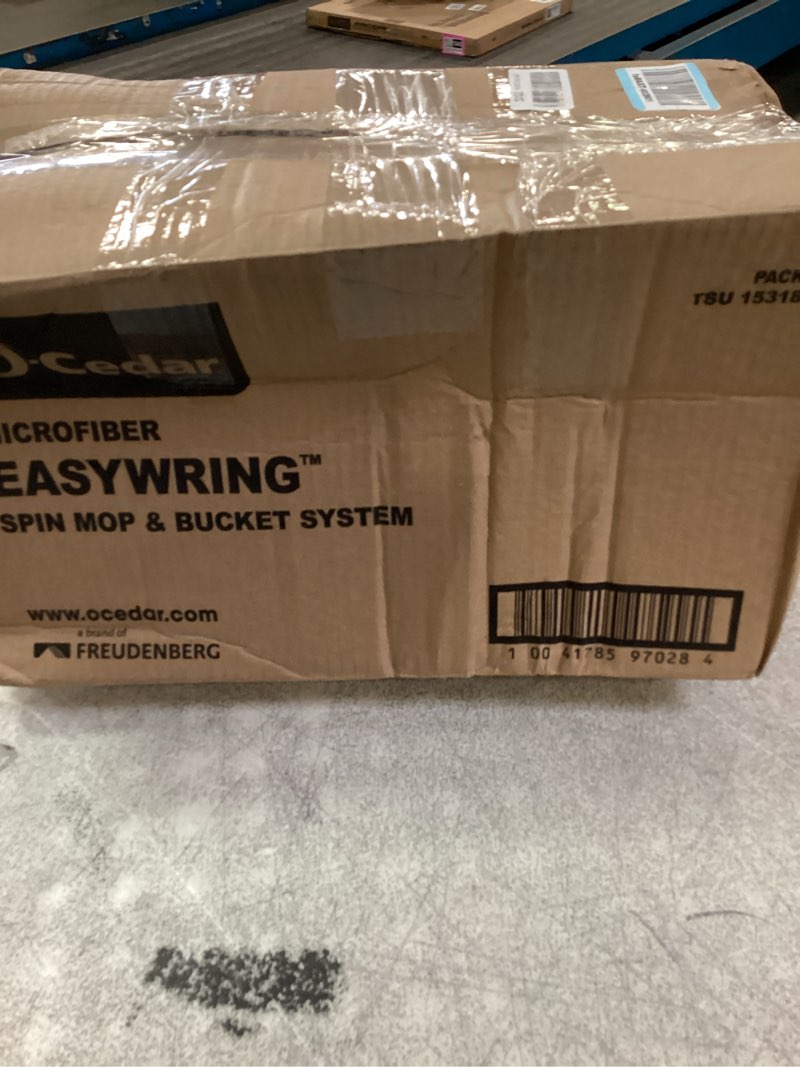 PACK
TSU 15318
O-Cedar
MICROFIBER
EASYWRING™
SPIN MOP & BUCKET SYSTEM
www.ocedar.com
a brand of
FREUDENBERG
1 00 41785 97028 4